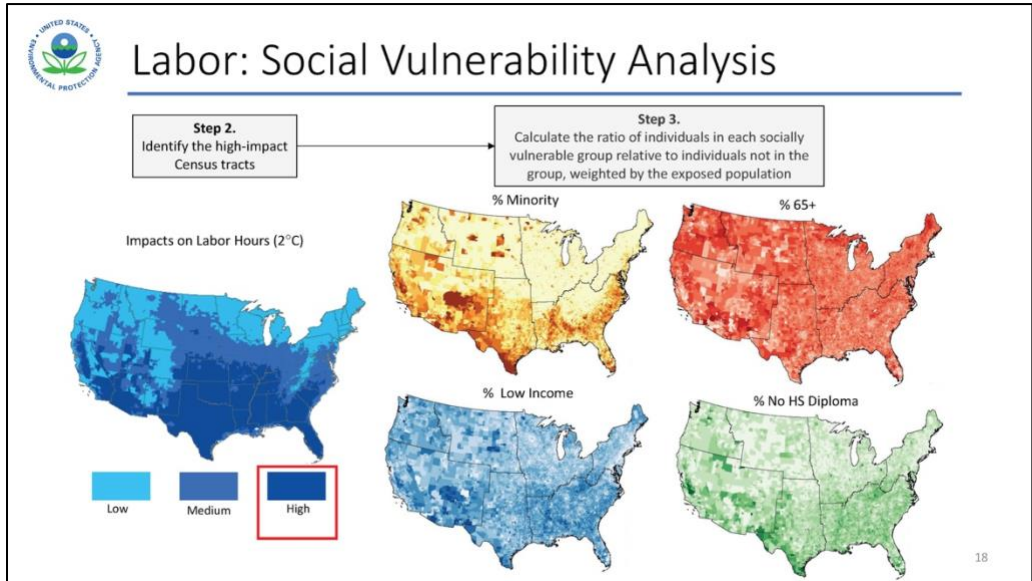 UNITED STATES
ENVIRONMENTAL PROTECTION AGENCY
Labor: Social Vulnerability Analysis
Step 2.
Identify the high-impact
Census tracts
Step 3.
Calculate the ratio of individuals in each socially
vulnerable group relative to individuals not in the
group, weighted by the exposed population
Impacts on Labor Hours (2°C)
Low
Medium
High
% Minority
% 65+
% Low Income
% No HS Diploma
18